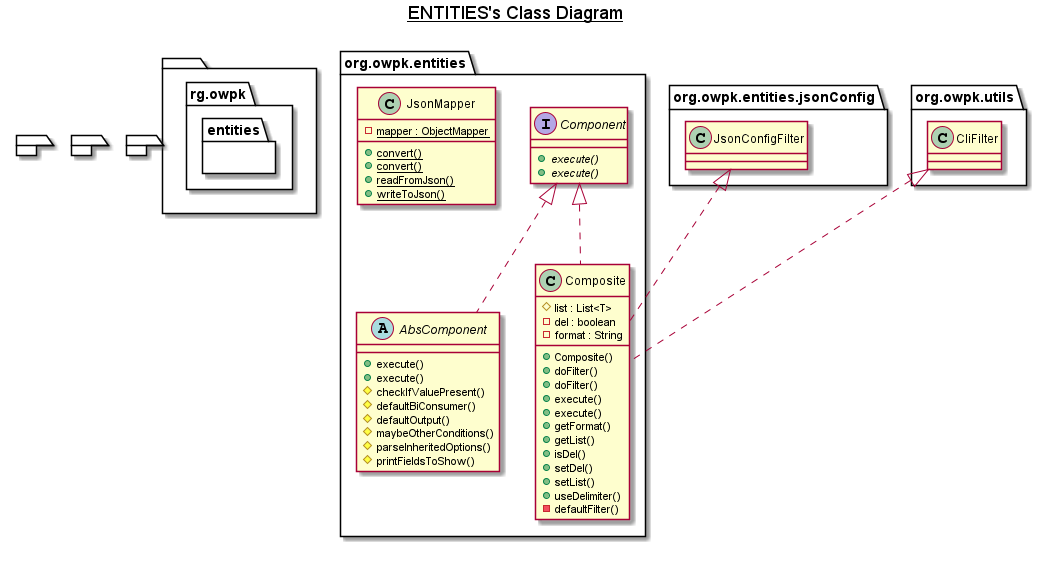 ENTITIES's Class Diagram
rg.owpk
entities
org.owpk.entities
C JsonMapper
mapper : ObjectMapper
convert()
convert()
readFromJson()
writeToJson()
I Component
execute()
execute()
A AbsComponent
execute()
execute()
checkIfValuePresent()
defaultBiConsumer()
defaultOutput()
maybeOtherConditions()
parseInheritedOptions()
printFieldsToShow()
C Composite
list : List<T>
del : boolean
format : String
Composite()
doFilter()
doFilter()
execute()
execute()
getFormat()
getList()
isDel()
setDel()
setList()
useDelimiter()
defaultFilter()
org.owpk.entities.jsonConfig
C JsonConfigFilter
org.owpk.utils
C CliFilter